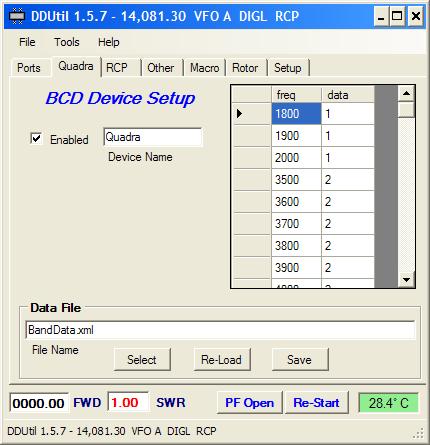 DDUtil 1.5.7 - 14,081.30 VFO A DIGL RCP
File Tools Help
Ports Quadra RCP Other Macro Rotor Setup
BCD Device Setup
Enabled Quadra
Device Name
freq data
1800 1
1900 1
2000 1
3500 2
3600 2
3700 2
3800 2
3900 2
Data File
BandData.xml
File Name
Select Re-Load Save
0000.00 FWD 1.00 SWR PF Open Re-Start 28.4° C
DDUtil 1.5.7 - 14,081.30 VFO A DIGL RCP